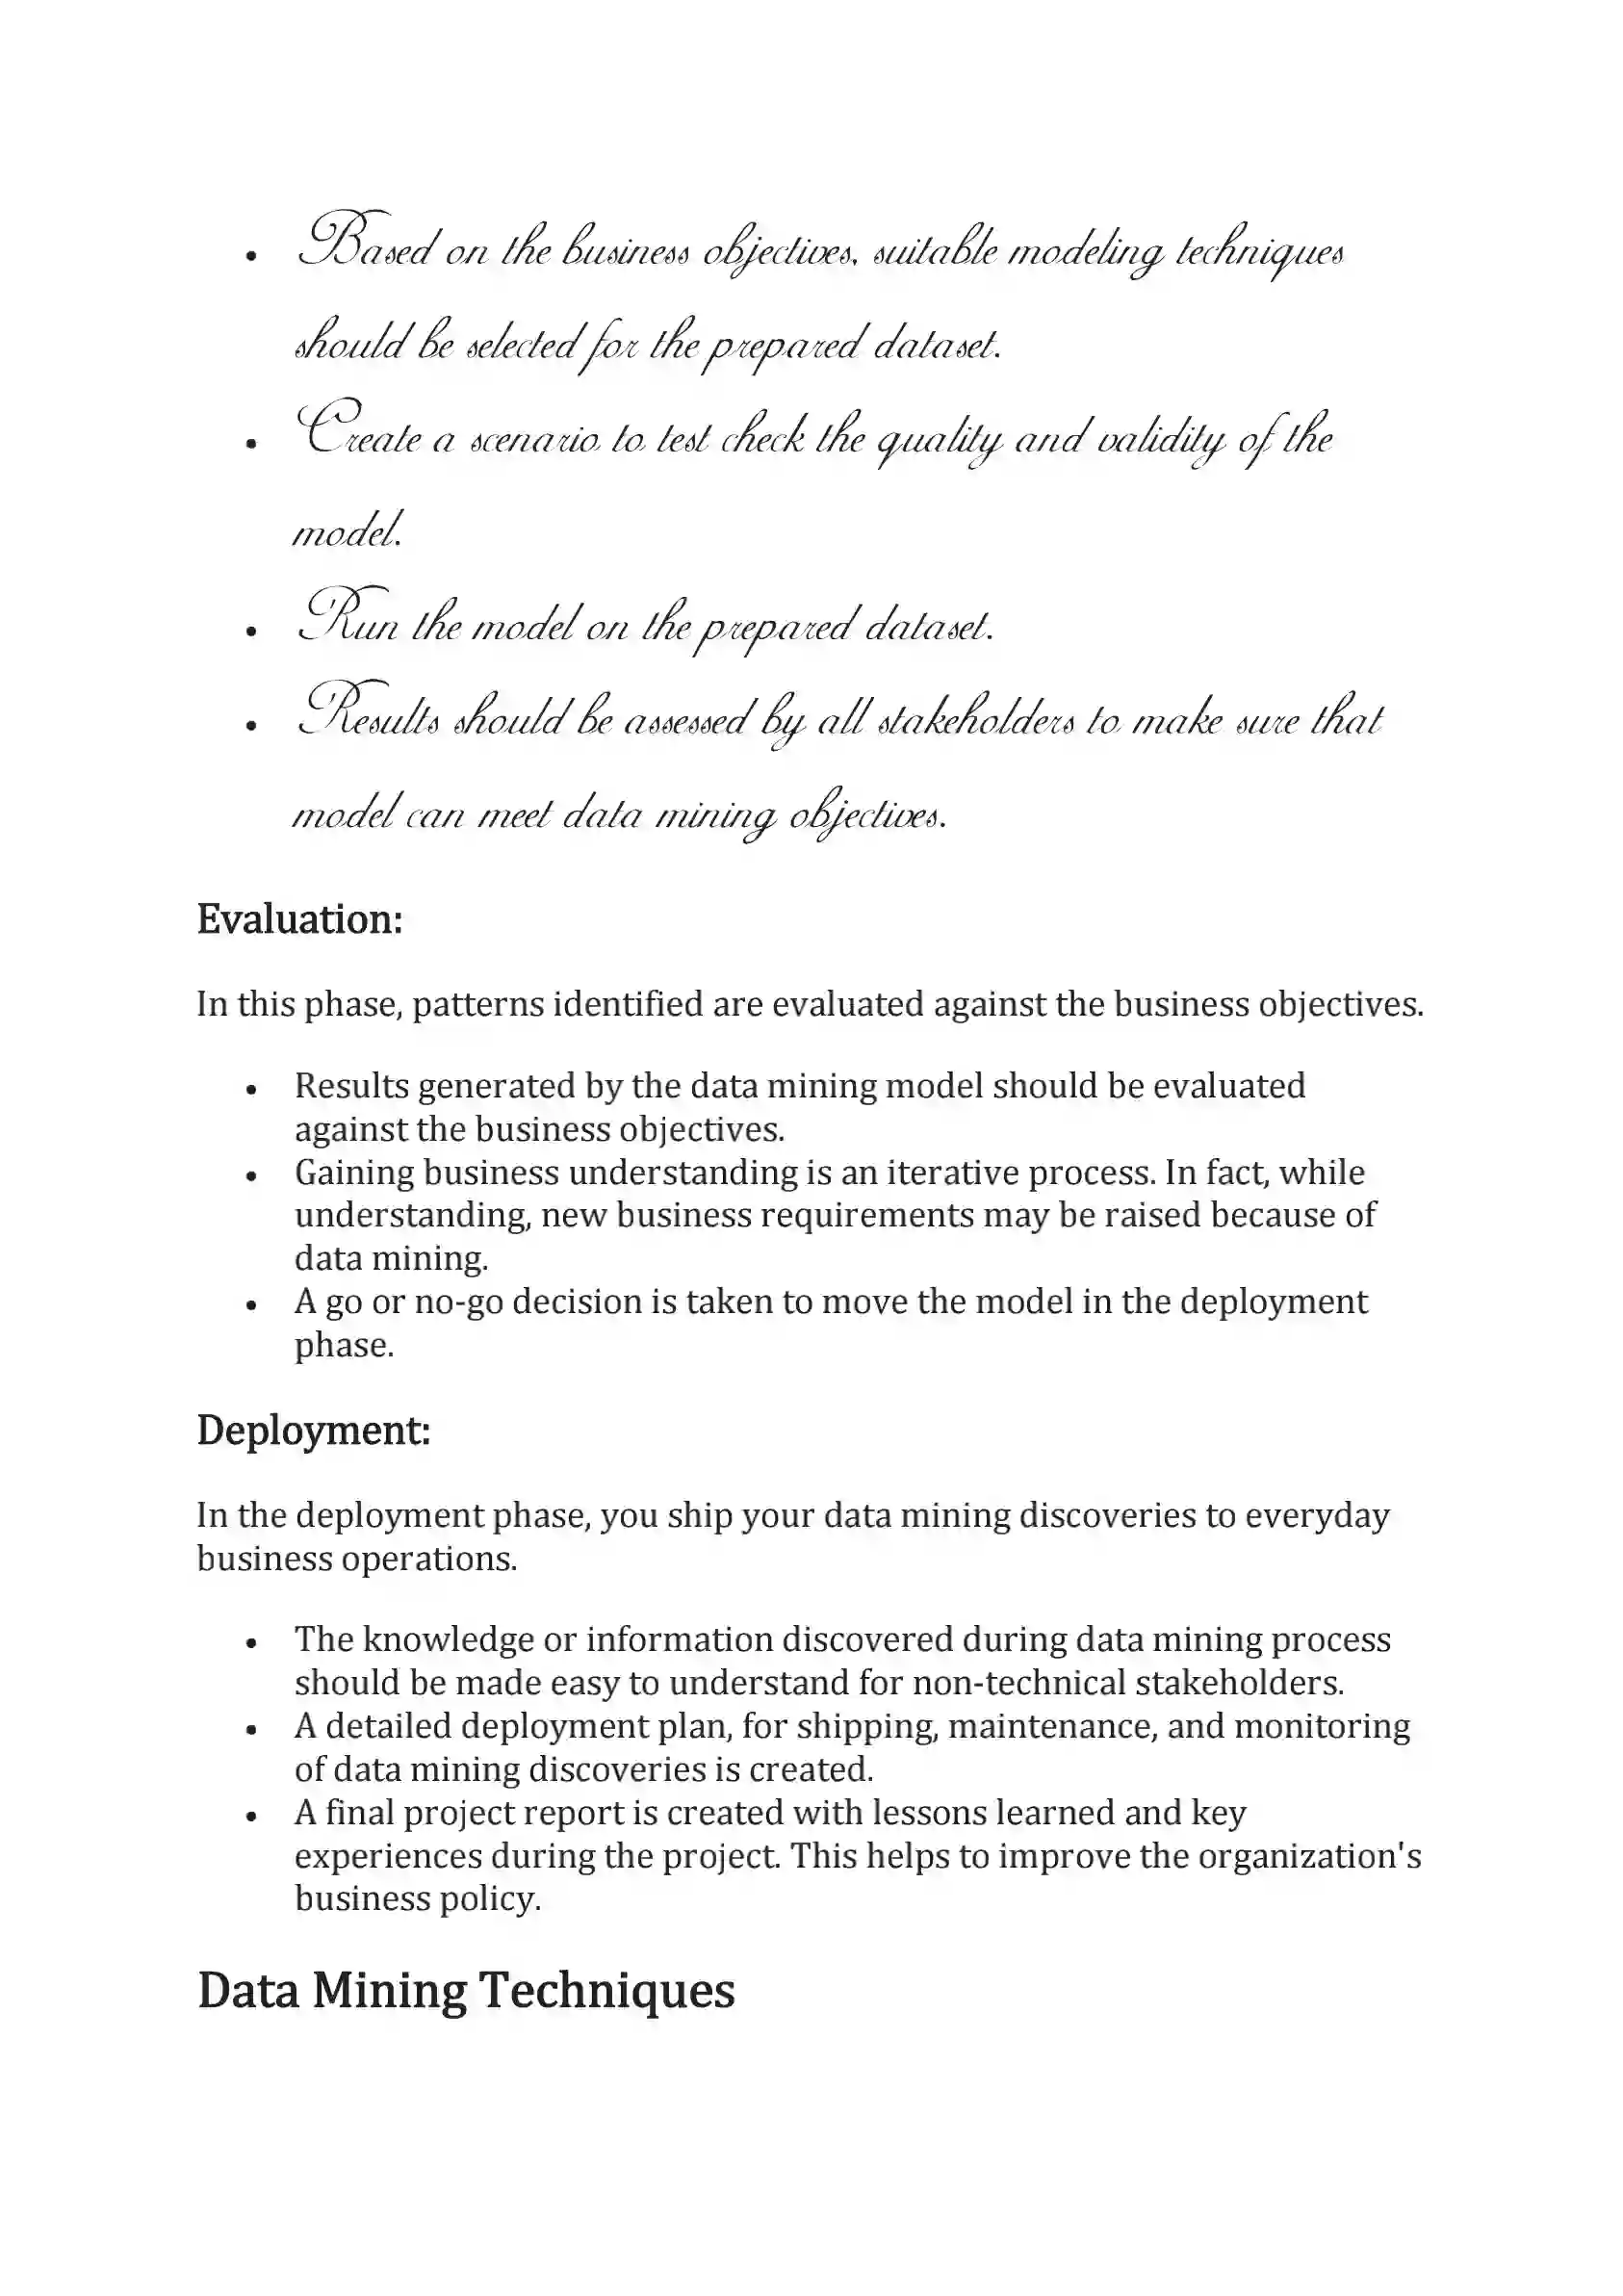 • Based on the business objectives, suitable modeling techniques
should be selected for the prepared dataset.
• Create a scenario to test check the quality and validity of the
model.
• Run the model on the prepared dataset.
• Results should be assessed by all stakeholders to make sure that
model can meet data mining objectives.
Evaluation:
In this phase, patterns identified are evaluated against the business objectives.
• Results generated by the data mining model should be evaluated
against the business objectives.
• Gaining business understanding is an iterative process. In fact, while
understanding, new business requirements may be raised because of
data mining.
• A go or no-go decision is taken to move the model in the deployment
phase.
Deployment:
In the deployment phase, you ship your data mining discoveries to everyday
business operations.
• The knowledge or information discovered during data mining process
should be made easy to understand for non-technical stakeholders.
• A detailed deployment plan, for shipping, maintenance, and monitoring
of data mining discoveries is created.
• A final project report is created with lessons learned and key
experiences during the project. This helps to improve the organization's
business policy.
Data Mining Techniques